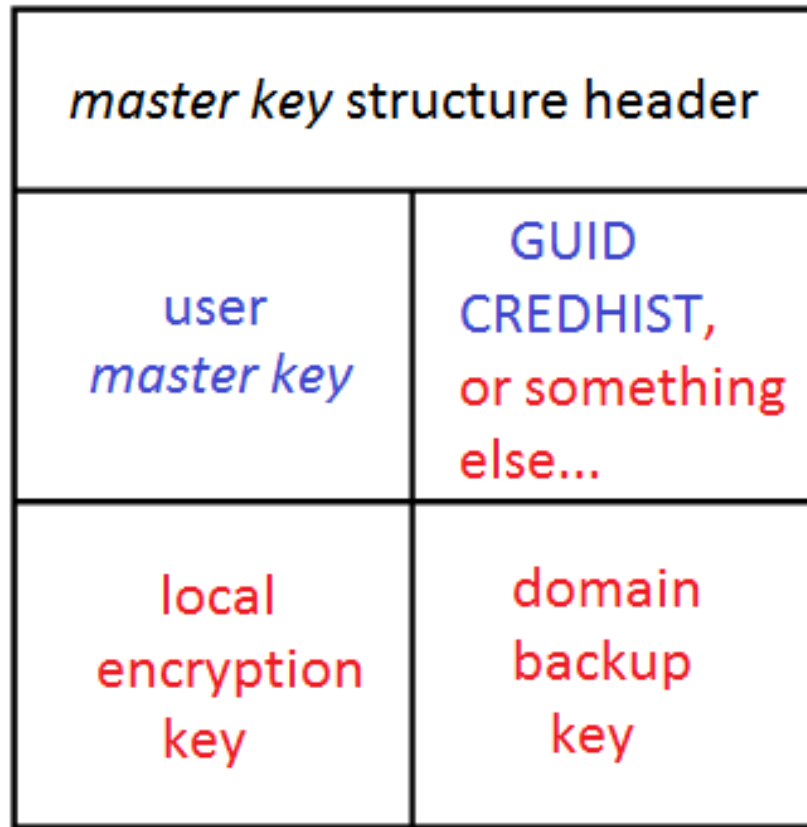 master key structure header
user
master key
GUID
CREDHIST,
or something
else...
local
encryption
key
domain
backup
key